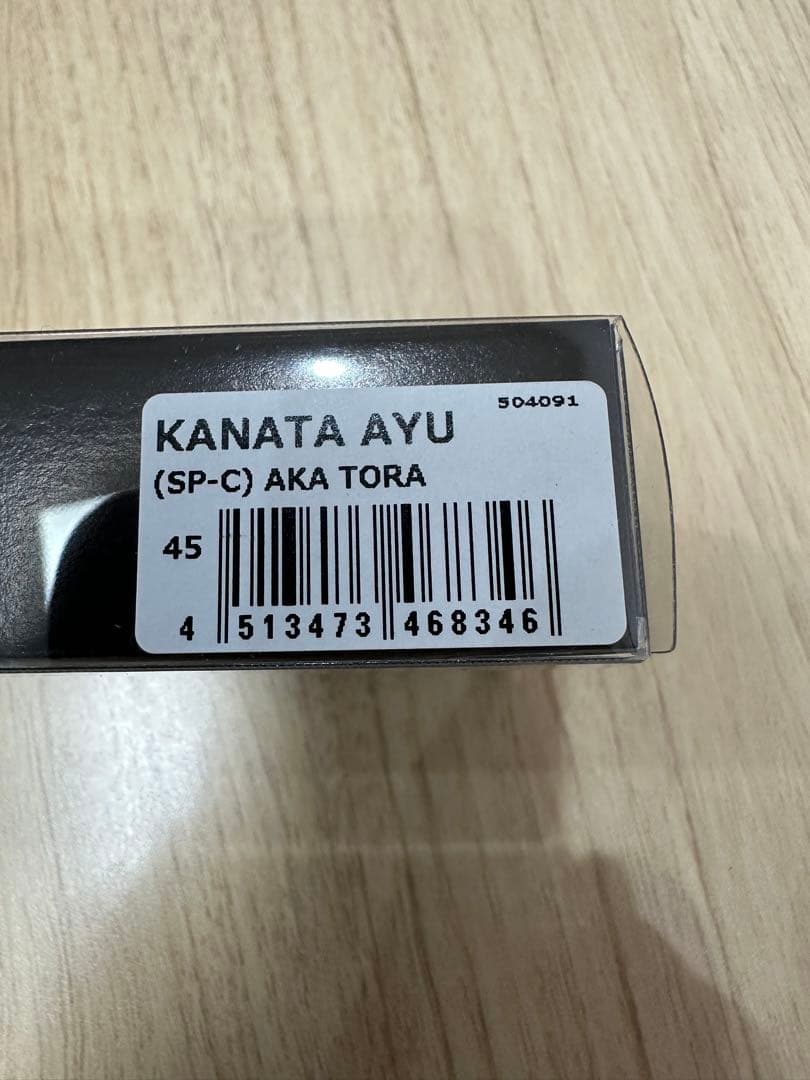 504091
KANATA AYU
(SP-C) AKA TORA
45
4 513473 468346